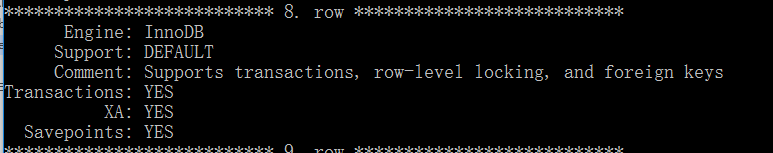 *************************** 8. row ***************************
      Engine: InnoDB
     Support: DEFAULT
     Comment: Supports transactions, row-level locking, and foreign keys
Transactions: YES
          XA: YES
  Savepoints: YES
*************************** 9. row ***************************